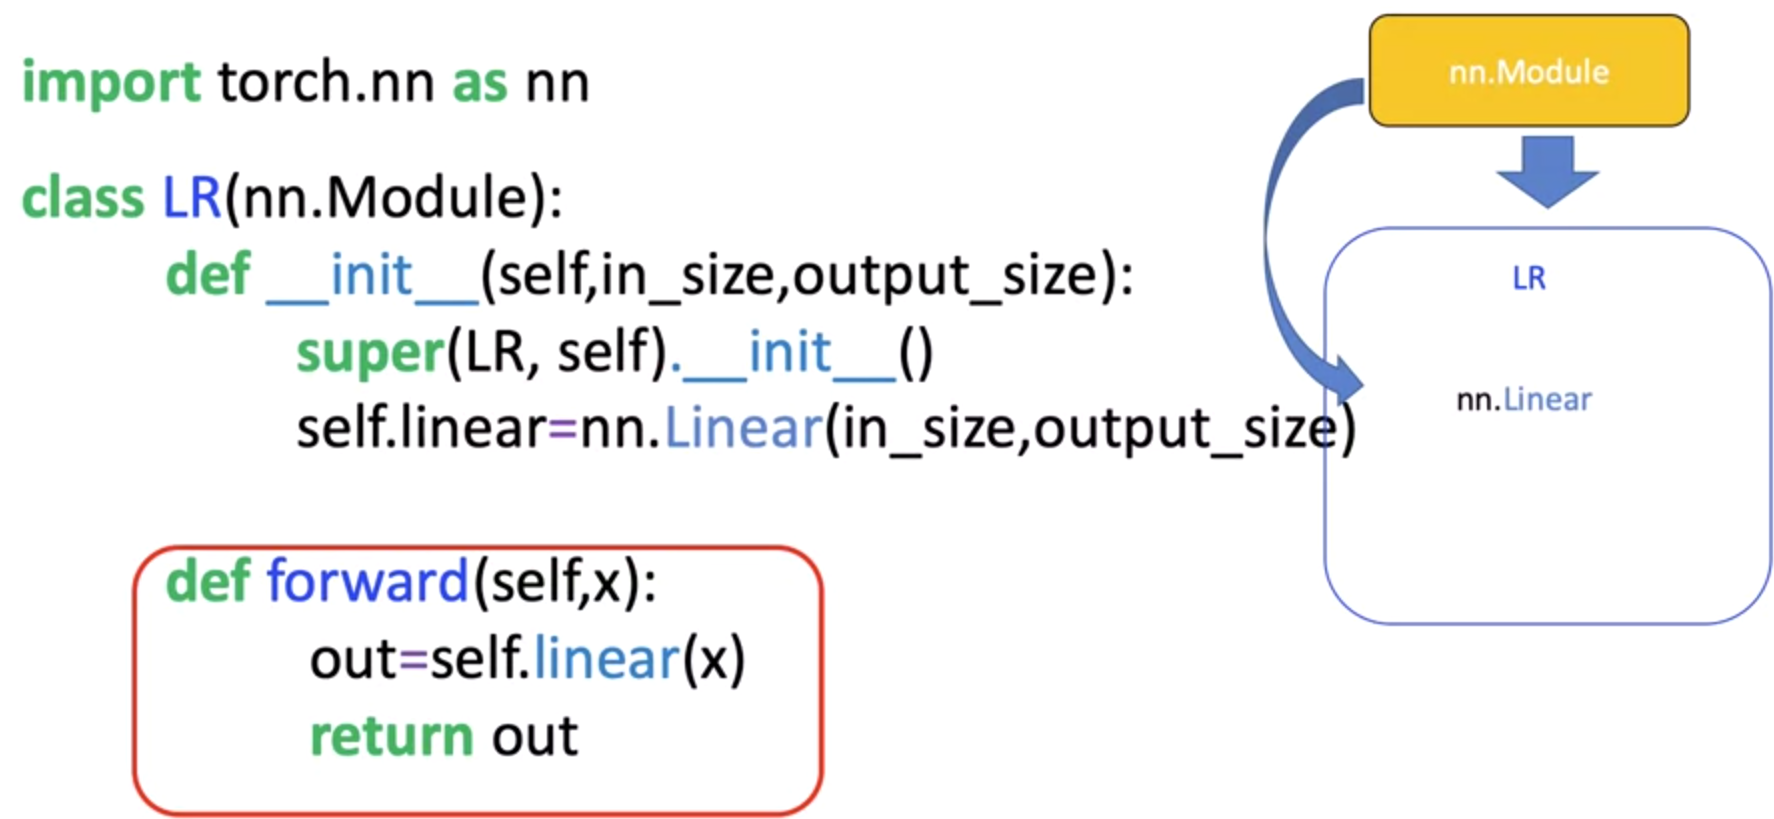 import torch.nn as nn
class LR(nn.Module):
def __init__(self,in_size,output_size):
super(LR, self).__init__()
self.linear=nn.Linear(in_size,output_size)
def forward(self,x):
out=self.linear(x)
return out
nn.Module
LR
nn.Linear